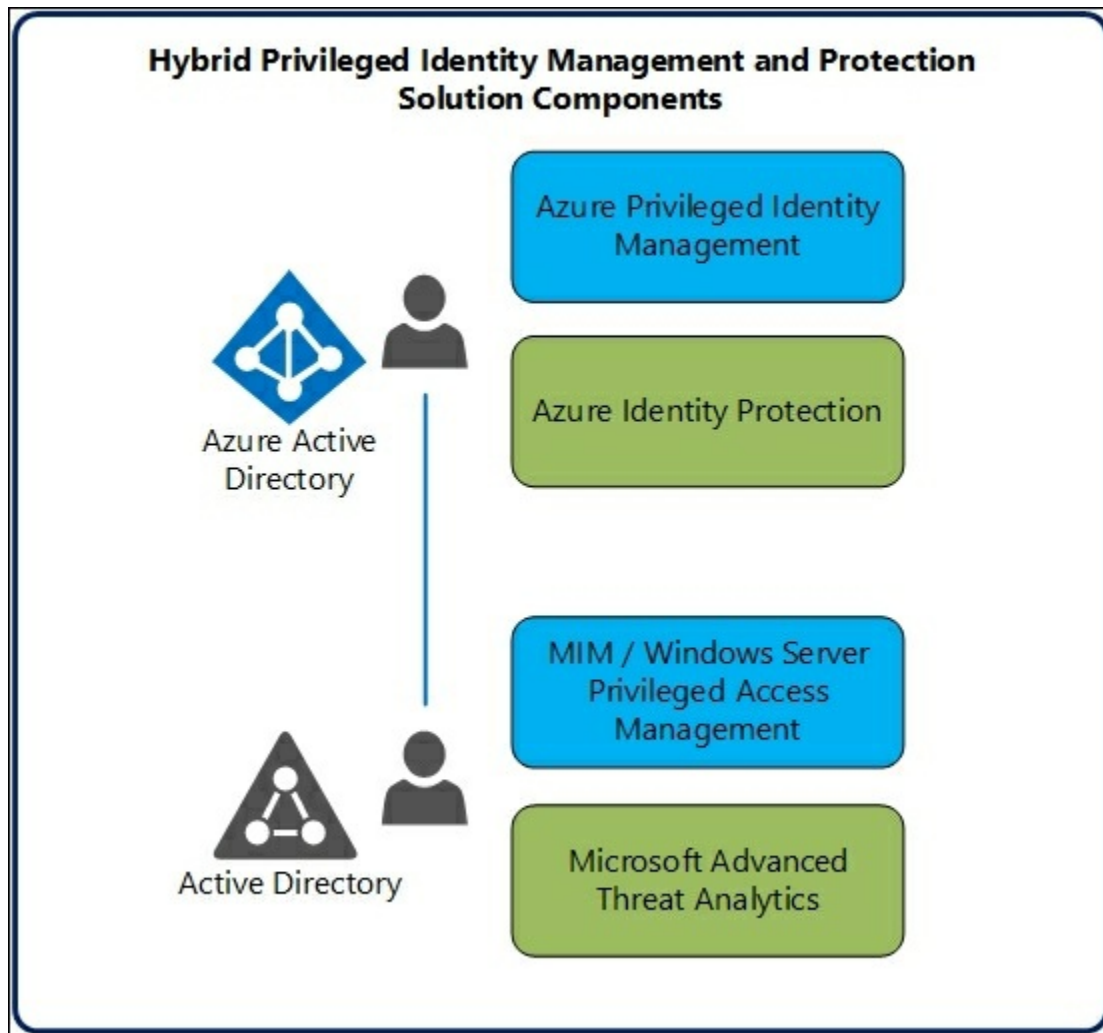 Hybrid Privileged Identity Management and Protection
Solution Components
Azure Privileged Identity
Management
Azure Identity Protection
Azure Active
Directory
MIM / Windows Server
Privileged Access
Management
Active Directory
Microsoft Advanced
Threat Analytics